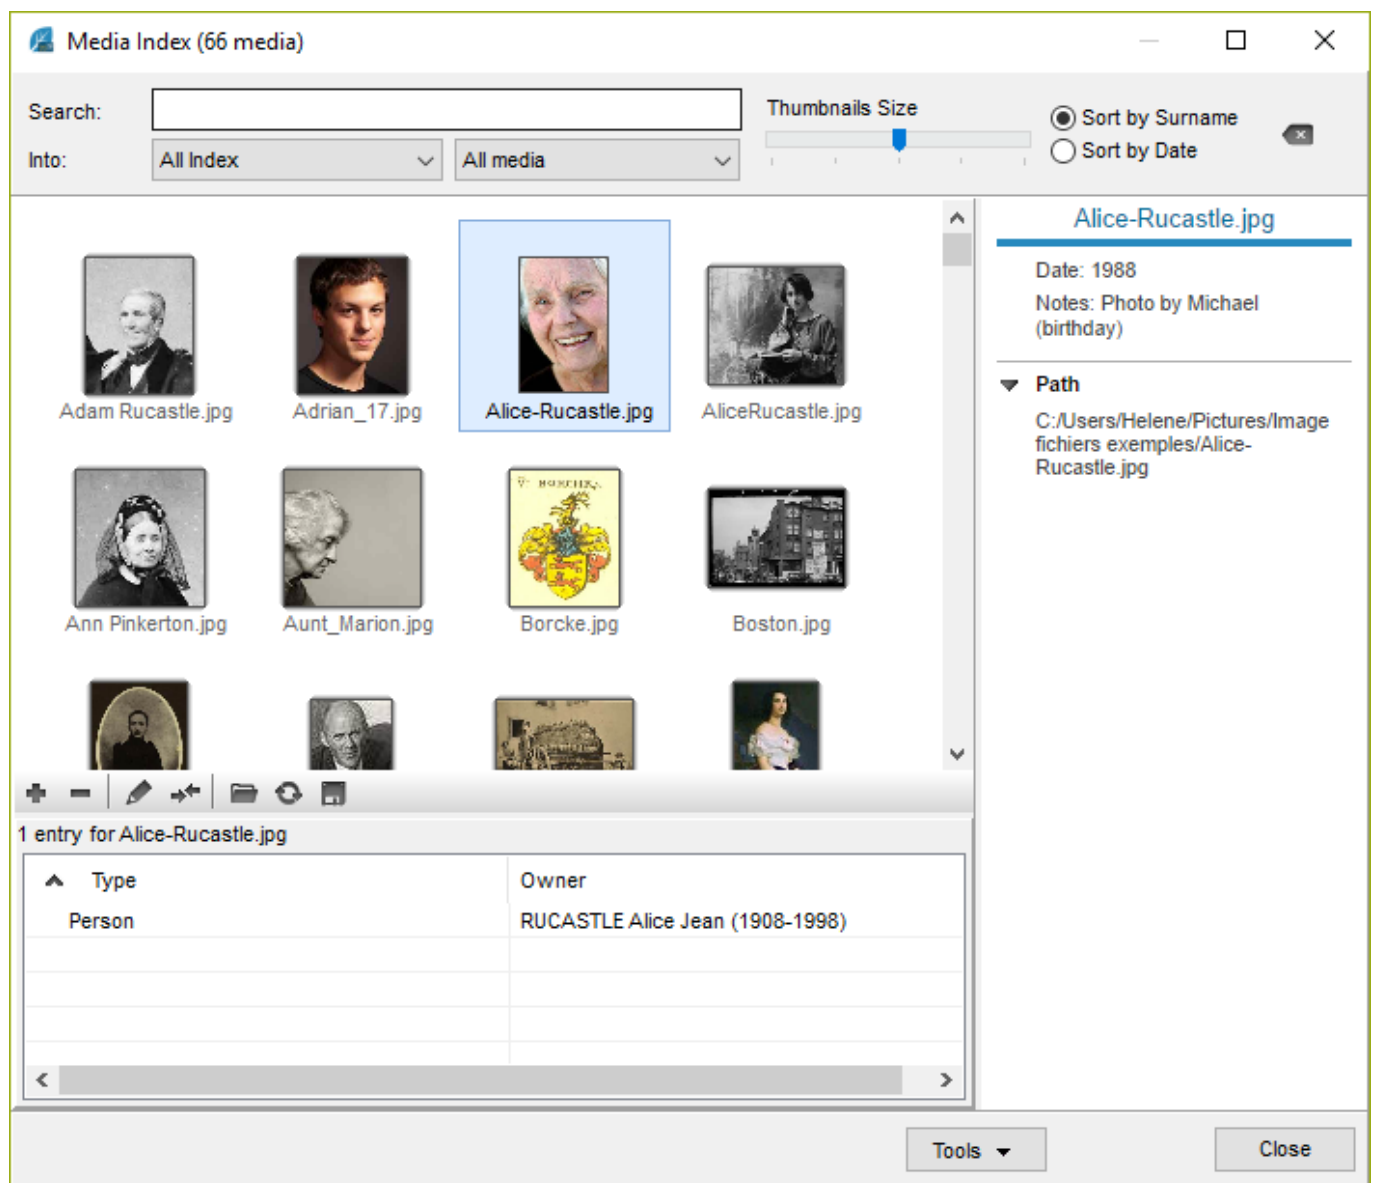 Media Index (66 media)
Search:
Thumbnails Size
Sort by Surname
Into:
All Index
All media
Sort by Date
Alice-Rucastle.jpg
Date: 1988
Notes: Photo by Michael
(birthday)
Path
C:/Users/Helene/Pictures/Image
fichiers exemples/Alice-
Rucastle.jpg
Adam Rucastle.jpg
Adrian_17.jpg
Alice-Rucastle.jpg
AliceRucastle.jpg
V. BORCHK.
Ann Pinkerton.jpg
Aunt_Marion.jpg
Borcke.jpg
Boston.jpg
1 entry for Alice-Rucastle.jpg
Type
Owner
Person
RUCASTLE Alice Jean (1908-1998)
Tools
Close